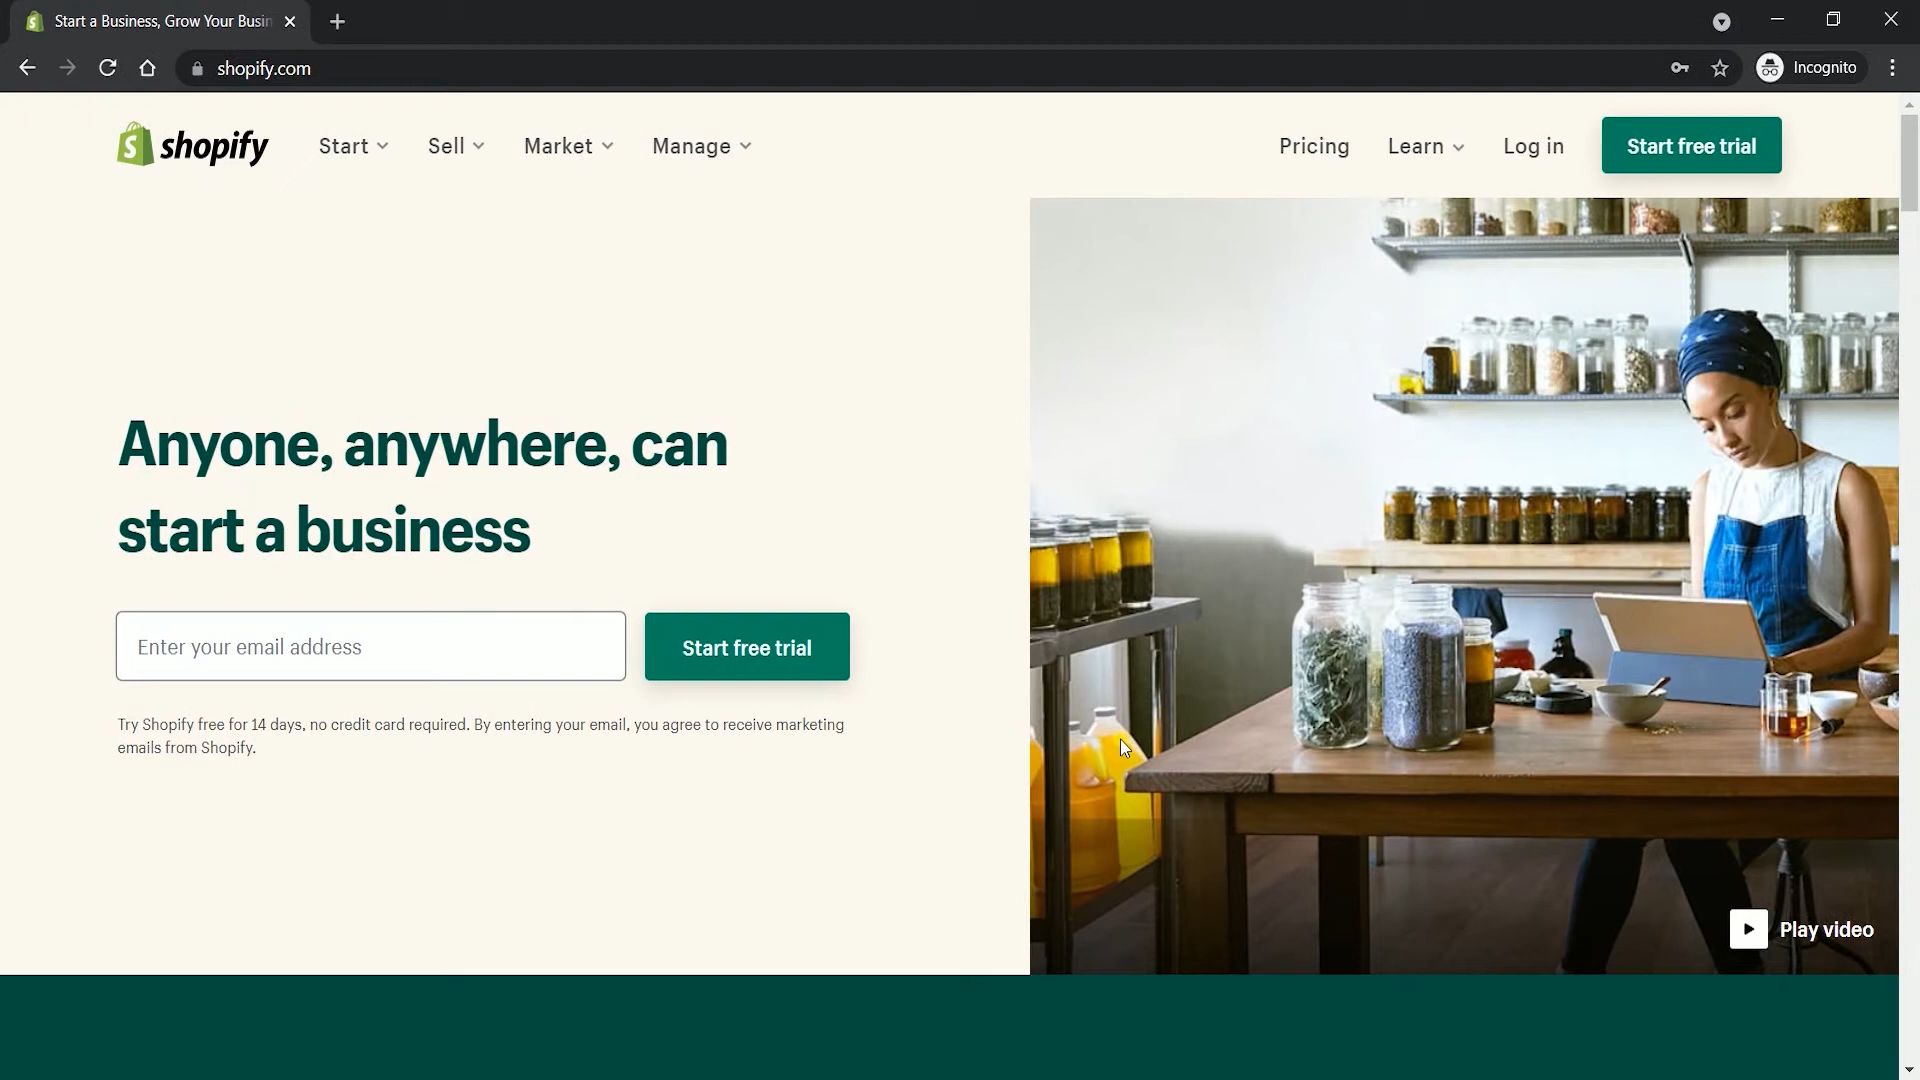 Start a Business, Grow Your Busin
shopify.com
Incognito
shopify
Start
Sell
Market
Manage
Pricing
Learn
Log in
Start free trial
Anyone, anywhere, can
start a business
Enter your email address
Start free trial
Try Shopify free for 14 days, no credit card required. By entering your email, you agree to receive marketing
emails from Shopify.
Play video